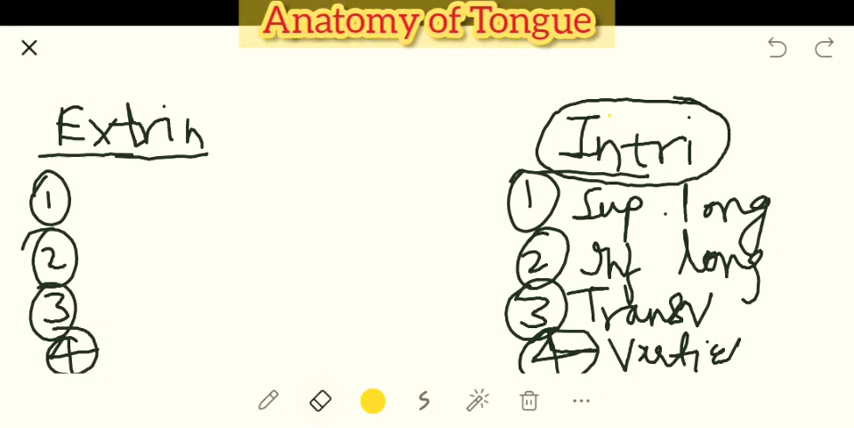 Anatomy of Tongue
Extrin
Intri
1
2
3
4
1 Sup. long
2 Inf long
3 Transv
4 Vertic